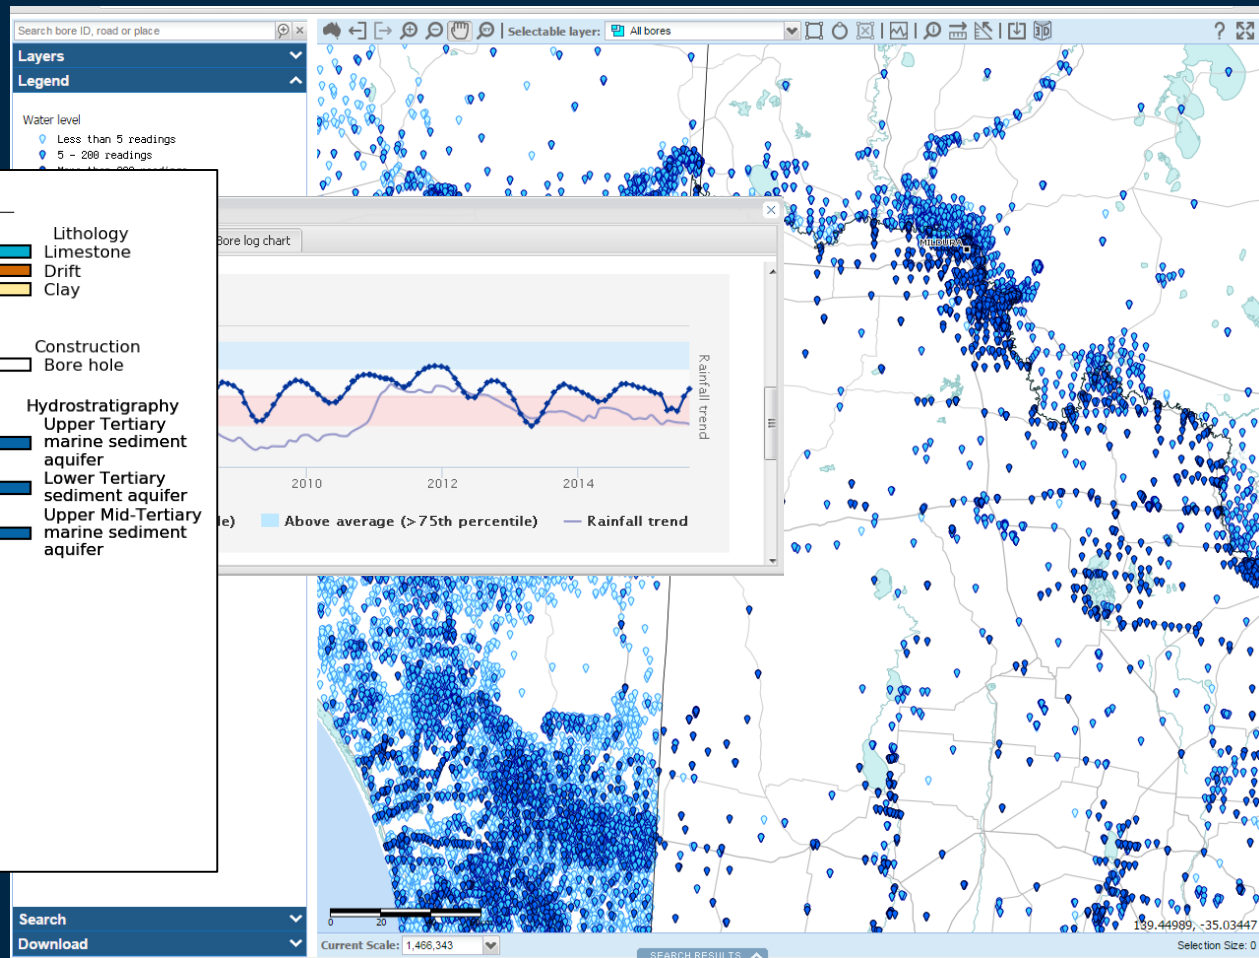 Search bore ID, road or place
Selectable layer: All bores
?
Layers
Legend
Water level
Less than 5 readings
5 - 200 readings
Lithology
Limestone
Drift
Clay
Construction
Bore hole
Hydrostratigraphy
Upper Tertiary
marine sediment
aquifer
Lower Tertiary
sediment aquifer
Upper Mid-Tertiary
marine sediment
aquifer
Bore log chart
Rainfall trend
2010 2012 2014
le) Above average (>75th percentile) Rainfall trend
MILDURA
0 20
139.44989, -35.03447
Search
Download
Current Scale: 1,466,343
SEARCH RESULTS
Selection Size: 0